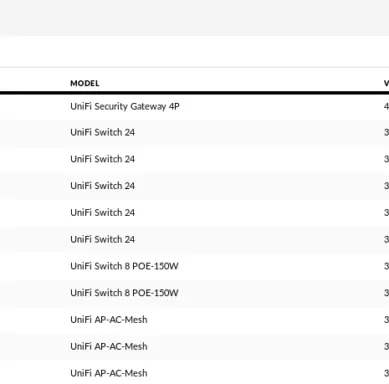 MODEL V
UniFi Security Gateway 4P 4
UniFi Switch 24 3
UniFi Switch 24 3
UniFi Switch 24 3
UniFi Switch 24 3
UniFi Switch 24 3
UniFi Switch 8 POE-150W 3
UniFi Switch 8 POE-150W 3
UniFi AP-AC-Mesh 3
UniFi AP-AC-Mesh 3
UniFi AP-AC-Mesh 3